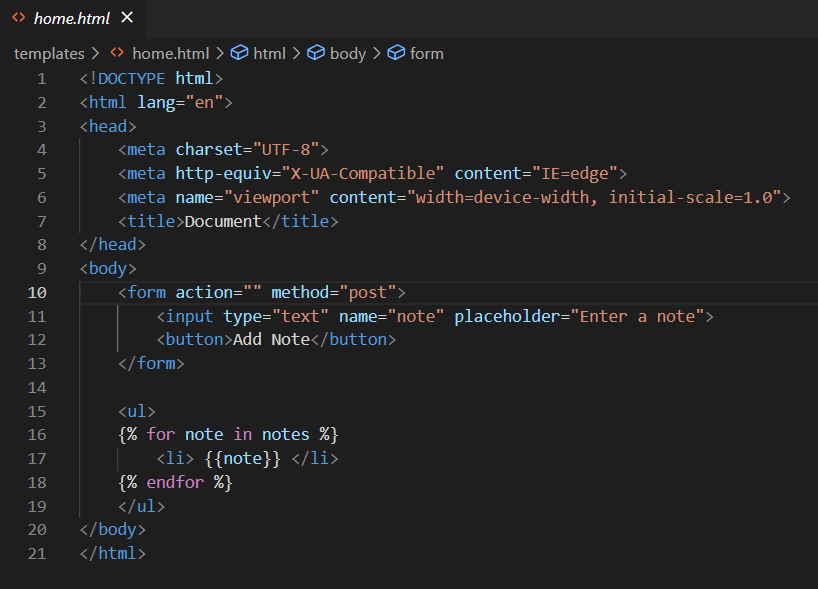 home.html
templates > home.html > html > body > form
1 <!DOCTYPE html>
2 <html lang="en">
3 <head>
4     <meta charset="UTF-8">
5     <meta http-equiv="X-UA-Compatible" content="IE=edge">
6     <meta name="viewport" content="width=device-width, initial-scale=1.0">
7     <title>Document</title>
8 </head>
9 <body>
10     <form action="" method="post">
11         <input type="text" name="note" placeholder="Enter a note">
12         <button>Add Note</button>
13     </form>
14
15     <ul>
16     {% for note in notes %}
17         <li> {{note}} </li>
18     {% endfor %}
19     </ul>
20 </body>
21 </html>